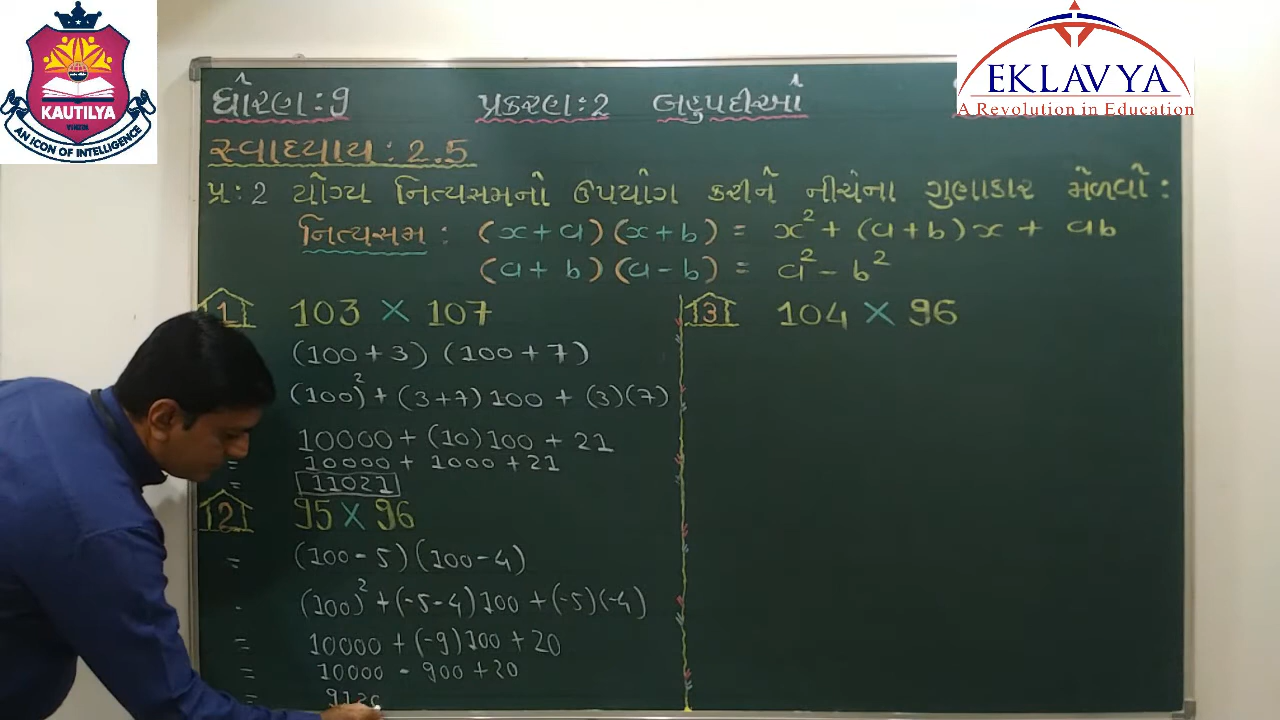 KAUTILYA
VINZOL
AN ICON OF INTELLIGENCE
EKLAVYA
A Revolution in Education
ધોરણ : 9 પ્રકરણ : 2 બહુપદીઓ
સ્વાધ્યાય : 2.5
પ્ર : 2 યોગ્ય નિત્યસમનો ઉપયોગ કરીને નીચેના ગુણાકાર મેળવો :
નિત્યસમ : (x + a) (x + b) = x² + (a + b) x + ab
(a + b) (a - b) = a² - b²
1 103 × 107
(100 + 3) (100 + 7)
(100)² + (3+7) 100 + (3) (7)
10000 + (10) 100 + 21
= 10000 + 1000 + 21
= 11021
2 95 × 96
= (100 - 5) (100 - 4)
(100)² + (-5-4) 100 + (-5) (-4)
= 10000 + (-9) 100 + 20
= 10000 - 900 + 20
= 9120
3 104 × 96